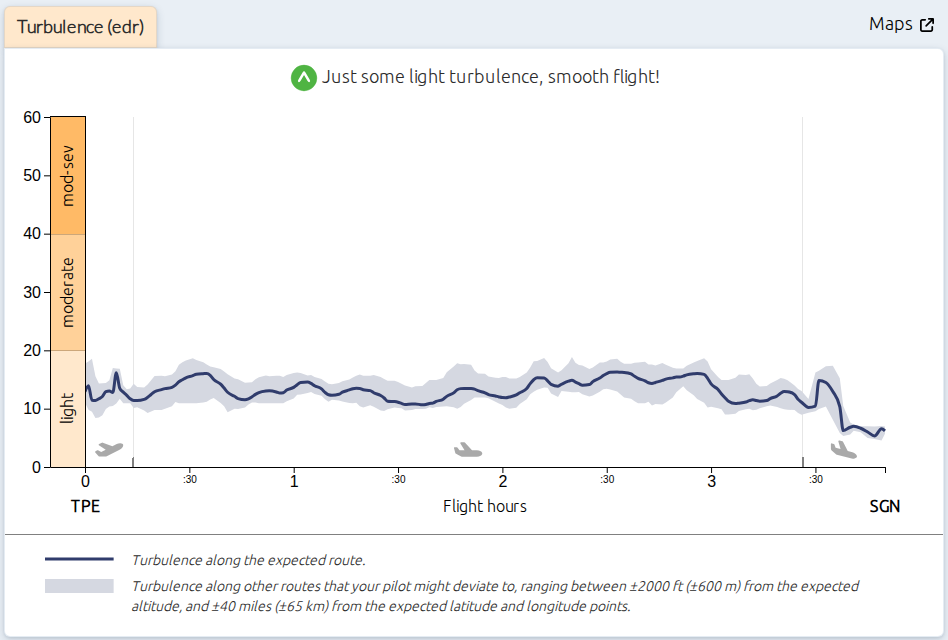 Turbulence (edr)
Maps
Just some light turbulence, smooth flight!
60
50
40
30
20
10
0
mod-sev
moderate
light
0 :30 1 :30 2 :30 3 :30
TPE Flight hours SGN
Turbulence along the expected route.
Turbulence along other routes that your pilot might deviate to, ranging between ±2000 ft (±600 m) from the expected
altitude, and ±40 miles (±65 km) from the expected latitude and longitude points.